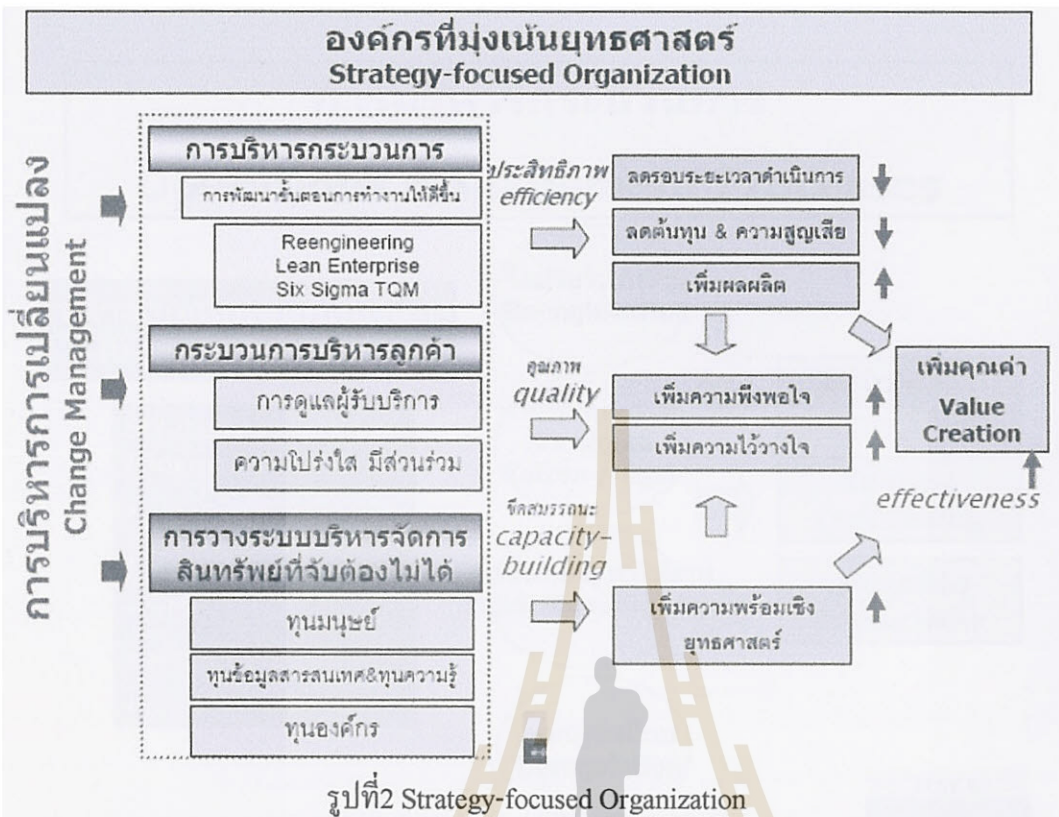 องค์กรที่มุ่งเน้นยุทธศาสตร์
Strategy-focused Organization
การบริหารการเปลี่ยนแปลง
Change Management
การบริหารกระบวนการ
การพัฒนาขั้นตอนการทำงานให้ดีขึ้น
Reengineering
Lean Enterprise
Six Sigma TQM
ประสิทธิภาพ
efficiency
ลดรอบระยะเวลาดำเนินการ
ลดต้นทุน & ความสูญเสีย
เพิ่มผลผลิต
กระบวนการบริหารลูกค้า
การดูแลผู้รับบริการ
ความโปร่งใส มีส่วนร่วม
คุณภาพ
quality
เพิ่มความพึงพอใจ
เพิ่มความไว้วางใจ
เพิ่มคุณค่า
Value
Creation
effectiveness
การวางระบบบริหารจัดการ
สินทรัพย์ที่จับต้องไม่ได้
ทุนมนุษย์
ทุนข้อมูลสารสนเทศ&ทุนความรู้
ทุนองค์กร
ขีดสมรรถนะ
capacity-
building
เพิ่มความพร้อมเชิง
ยุทธศาสตร์
รูปที่2 Strategy-focused Organization